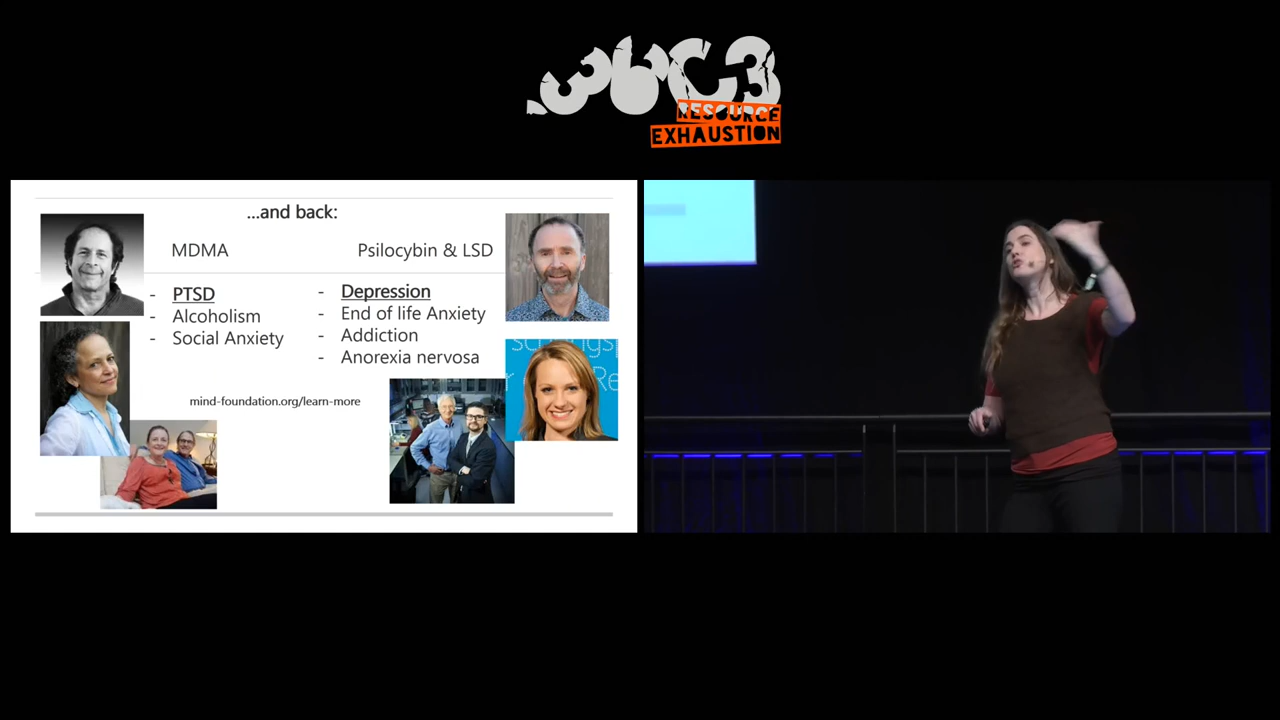 36C3
RESOURCE
EXHAUSTION
...and back:
MDMA
Psilocybin & LSD
- PTSD
- Alcoholism
- Social Anxiety
- Depression
- End of life Anxiety
- Addiction
- Anorexia nervosa
mind-foundation.org/learn-more
Re